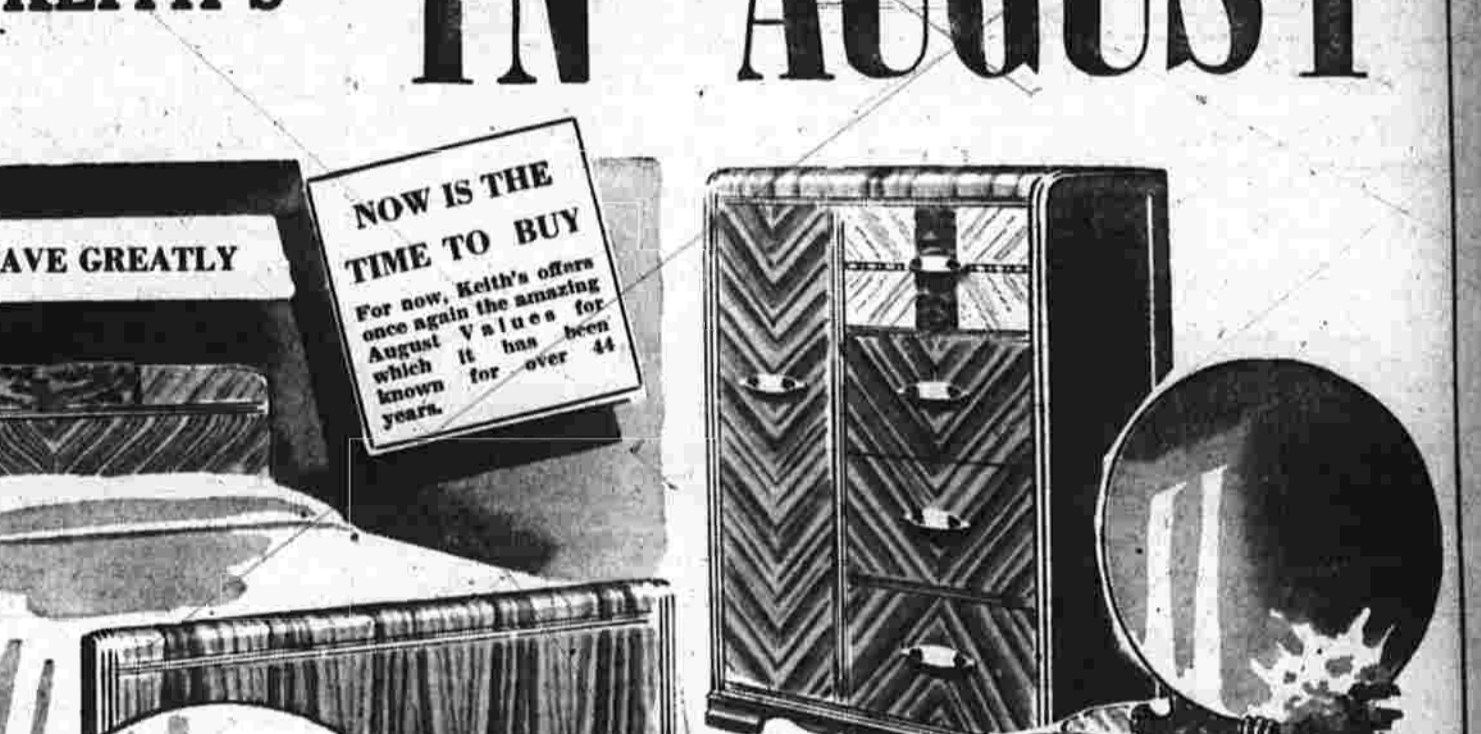 KEITH'S
IN AUGUST
AVE GREATLY
NOW IS THE
TIME TO BUY
For now, Keith's offers
once again the amazing
August Values for
which it has been
known for over 44
years.